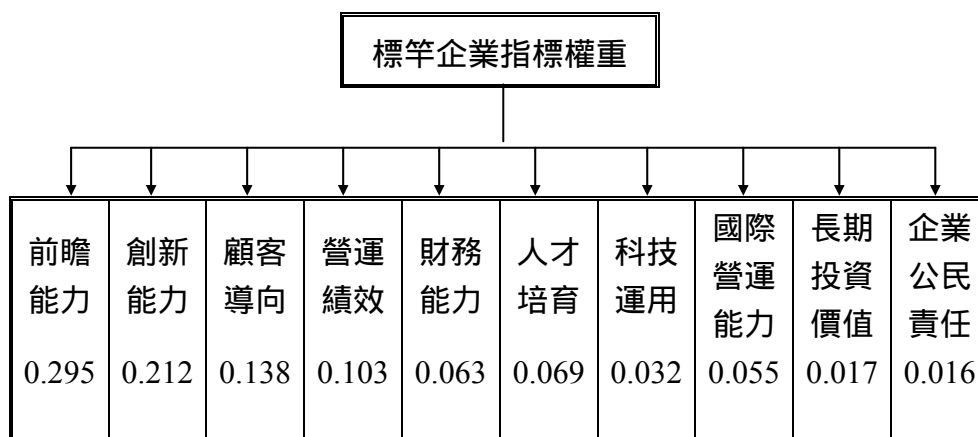 標竿企業指標權重
前瞻
能力
0.295
創新
能力
0.212
顧客
導向
0.138
營運
績效
0.103
財務
能力
0.063
人才
培育
0.069
科技
運用
0.032
國際
營運
能力
0.055
長期
投資
價值
0.017
企業
公民
責任
0.016